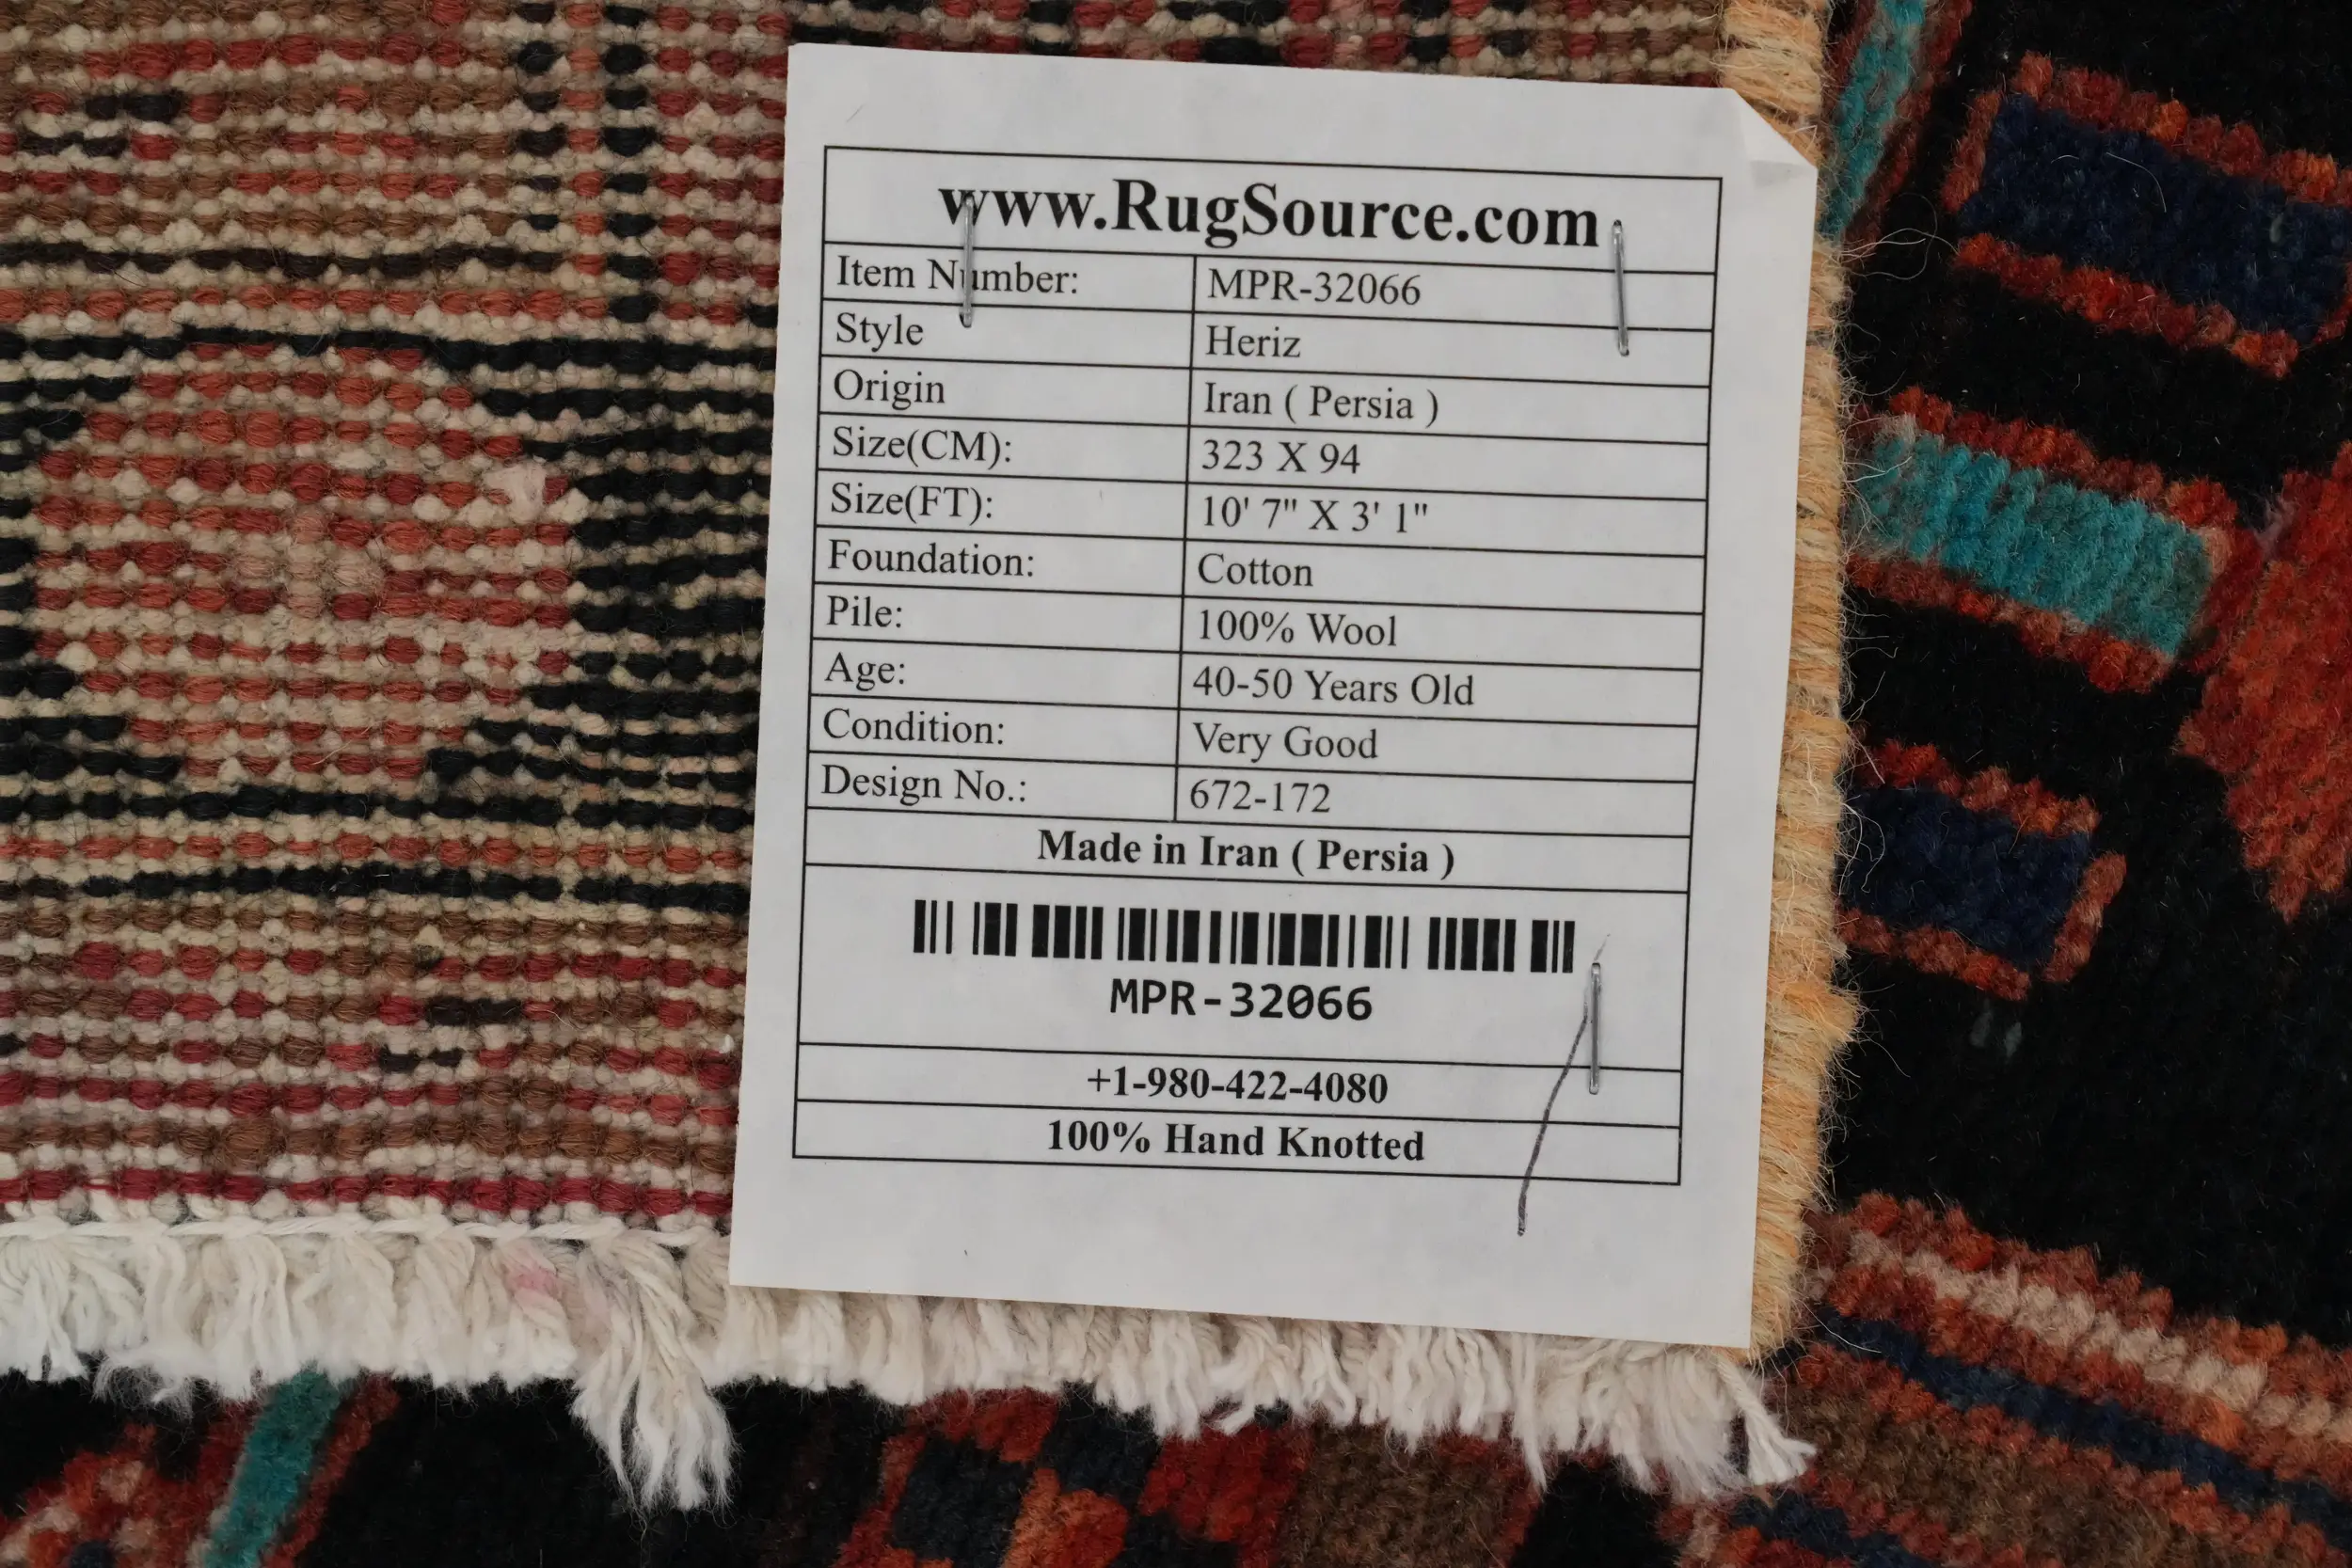 www.RugSource.com
Item Number: MPR-32066
Style Heriz
Origin Iran ( Persia )
Size(CM): 323 X 94
Size(FT): 10' 7" X 3' 1"
Foundation: Cotton
Pile: 100% Wool
Age: 40-50 Years Old
Condition: Very Good
Design No.: 672-172
Made in Iran ( Persia )
MPR-32066
+1-980-422-4080
100% Hand Knotted